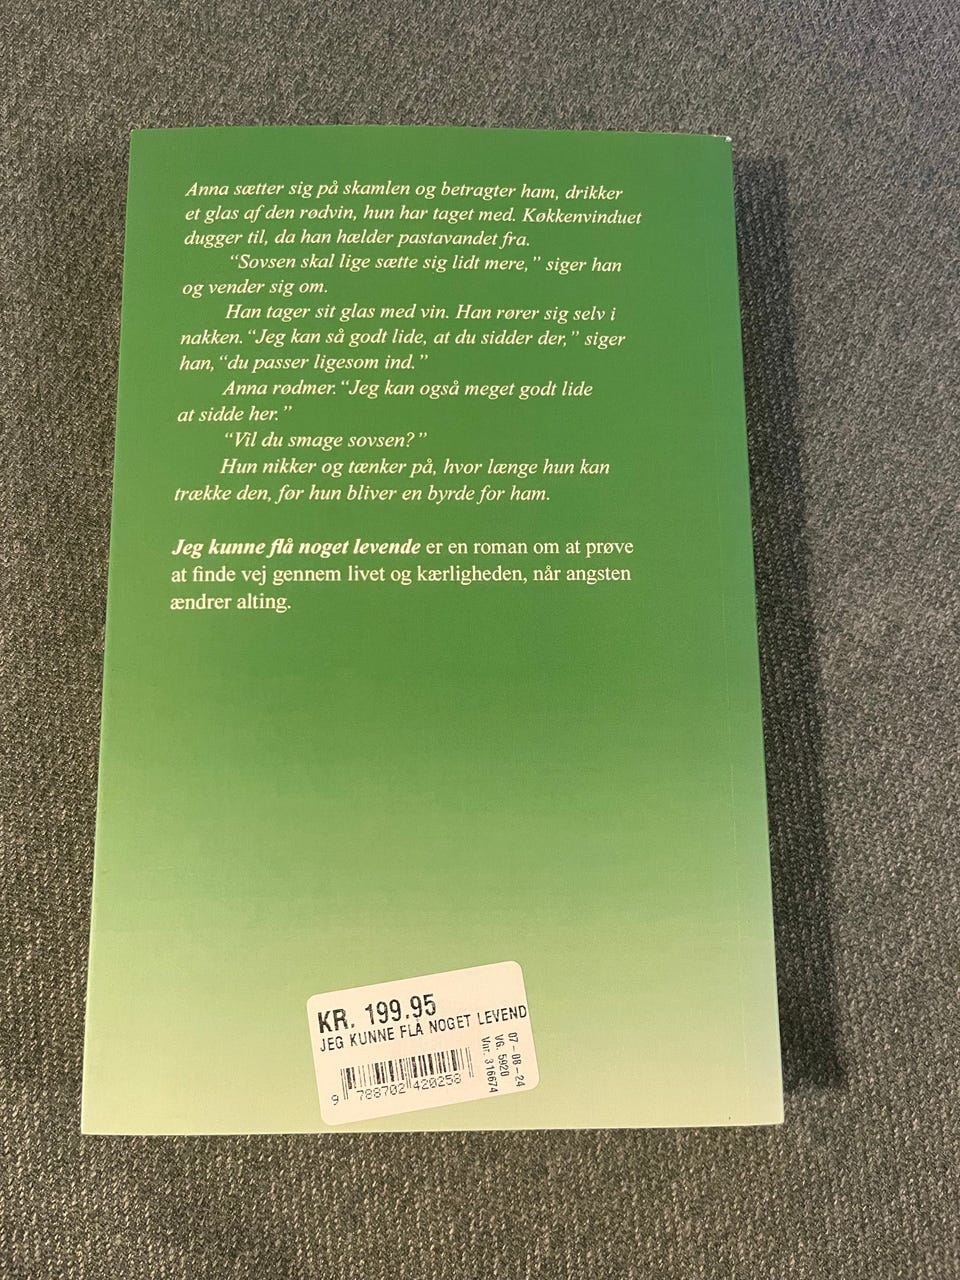 Anna sætter sig på skamlen og betragter ham, drikker
et glas af den rødvin, hun har taget med. Køkkenvinduet
dugger til, da han hælder pastavandet fra.
“Sovsen skal lige sætte sig lidt mere,” siger han
og vender sig om.
Han tager sit glas med vin. Han rører sig selv i
nakken. “Jeg kan så godt lide, at du sidder der,” siger
han, “du passer ligesom ind.”
Anna rødmer. “Jeg kan også meget godt lide
at sidde her.”
“Vil du smage sovsen?”
Hun nikker og tænker på, hvor længe hun kan
trække den, før hun bliver en byrde for ham.
Jeg kunne flå noget levende er en roman om at prøve
at finde vej gennem livet og kærligheden, når angsten
ændrer alting.
KR. 199.95
JEG KUNNE FLÅ NOGET LEVEND
9 788702 420258
07-08-24
VG. 5920
Vnr. 316674